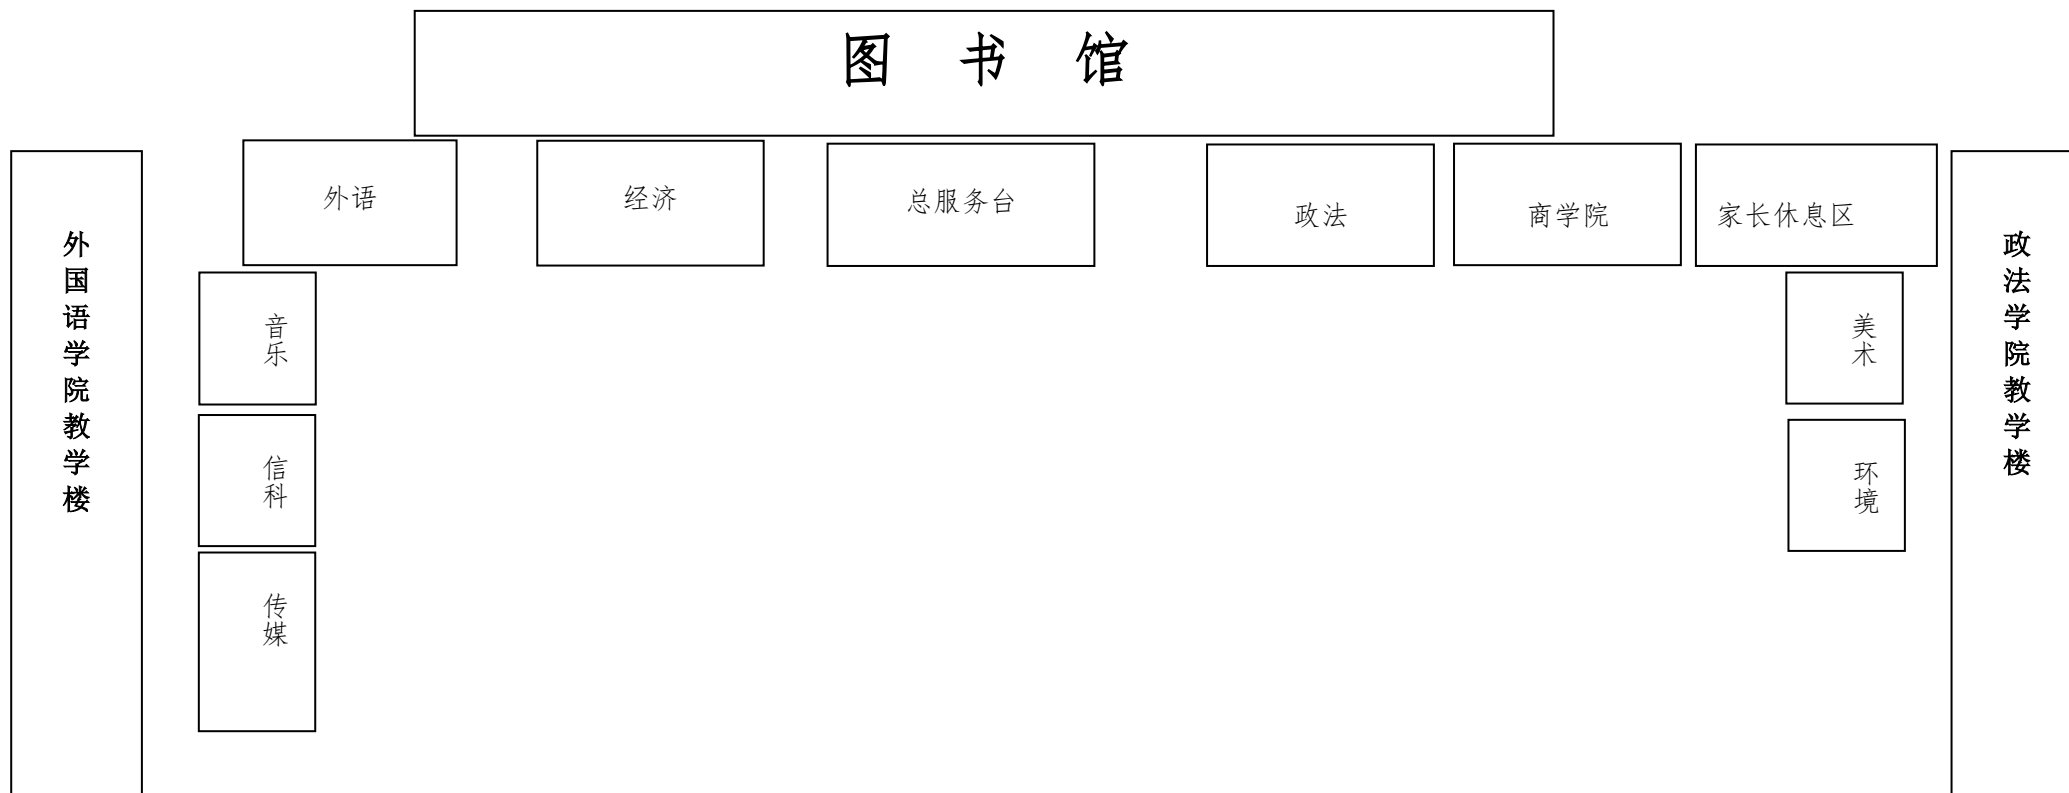 图 书 馆
外语
经济
总服务台
政法
商学院
家长休息区
外国语学院教学楼
政法学院教学楼
音乐
美术
信科
环境
传媒